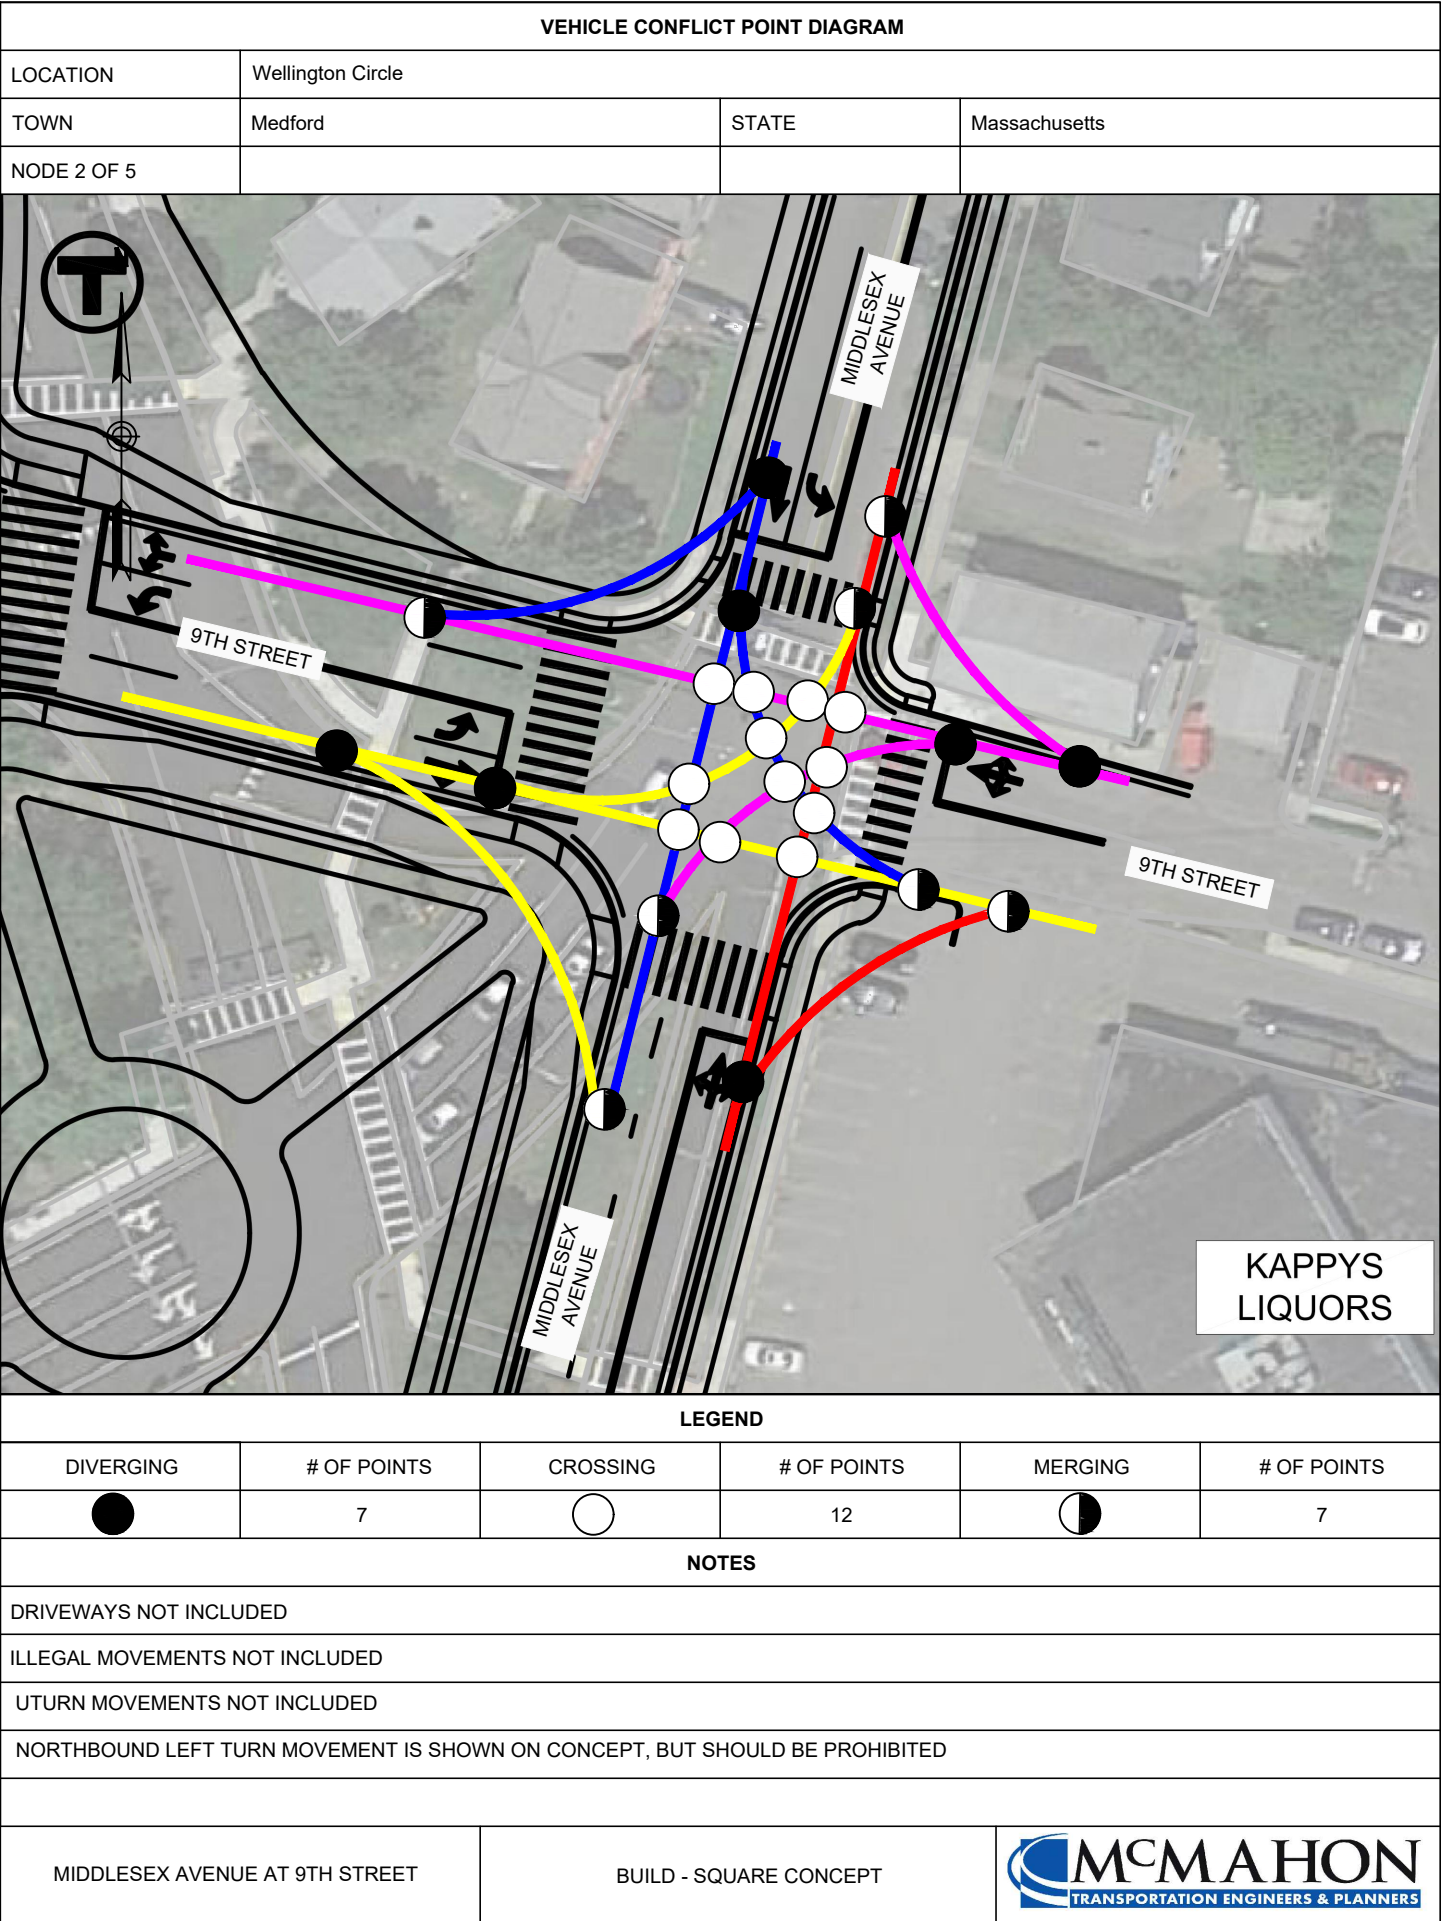 VEHICLE CONFLICT POINT DIAGRAM
LOCATION
Wellington Circle
TOWN
Medford
STATE
Massachusetts
NODE 2 OF 5
T
MIDDLESEX
AVENUE
9TH STREET
9TH STREET
MIDDLESEX
AVENUE
KAPPYS
LIQUORS
LEGEND
DIVERGING
# OF POINTS
CROSSING
# OF POINTS
MERGING
# OF POINTS
7
12
7
NOTES
DRIVEWAYS NOT INCLUDED
ILLEGAL MOVEMENTS NOT INCLUDED
UTURN MOVEMENTS NOT INCLUDED
NORTHBOUND LEFT TURN MOVEMENT IS SHOWN ON CONCEPT, BUT SHOULD BE PROHIBITED
MIDDLESEX AVENUE AT 9TH STREET
BUILD - SQUARE CONCEPT
McMAHON
TRANSPORTATION ENGINEERS & PLANNERS